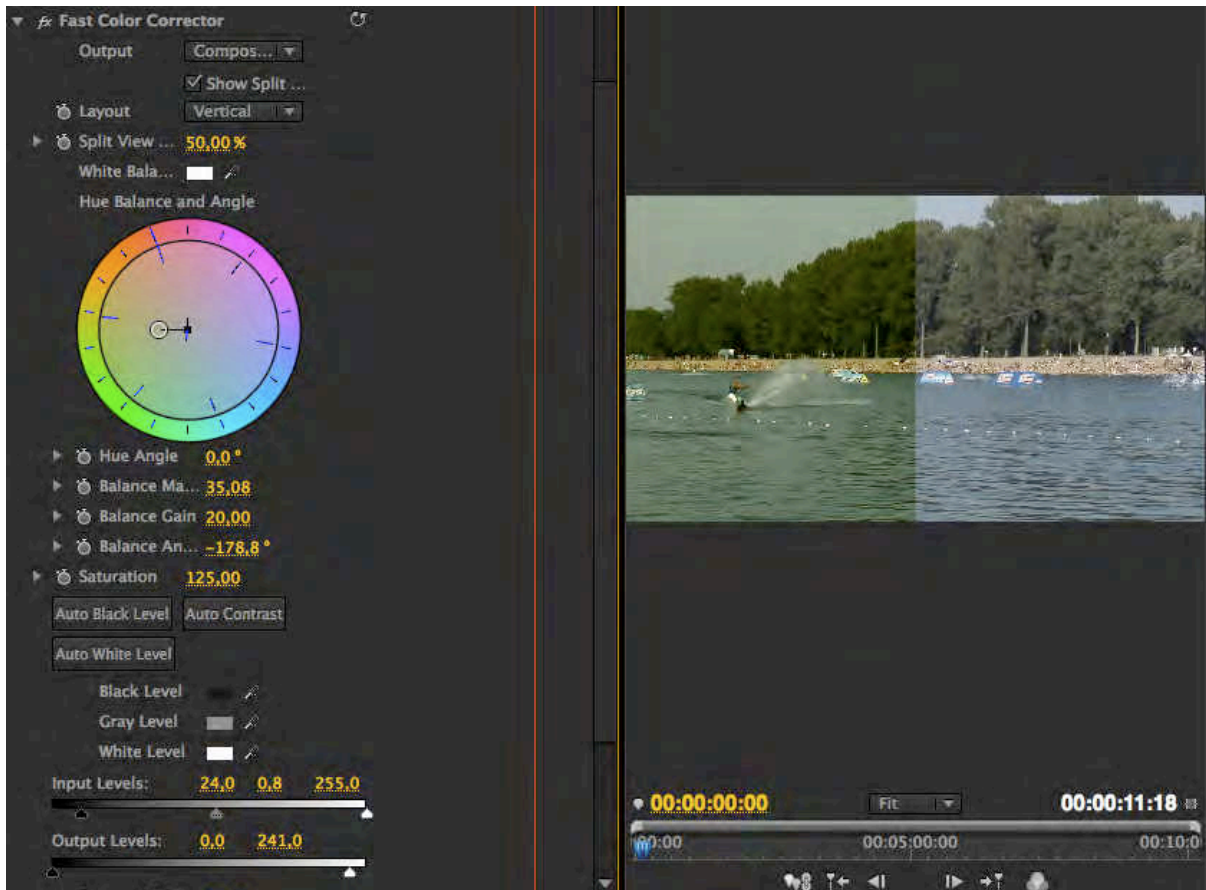 Fast Color Corrector
Output Compos...
Show Split ...
Layout Vertical
Split View ... 50,00 %
White Bala...
Hue Balance and Angle
Hue Angle 0,0 °
Balance Ma... 35,08
Balance Gain 20,00
Balance An... -178,8 °
Saturation 125,00
Auto Black Level Auto Contrast
Auto White Level
Black Level
Gray Level
White Level
Input Levels: 24,0 0,8 255,0
Output Levels: 0,0 241,0
00:00:00:00 Fit 00:00:11:18
00:00 00:05:00:00 00:10:0